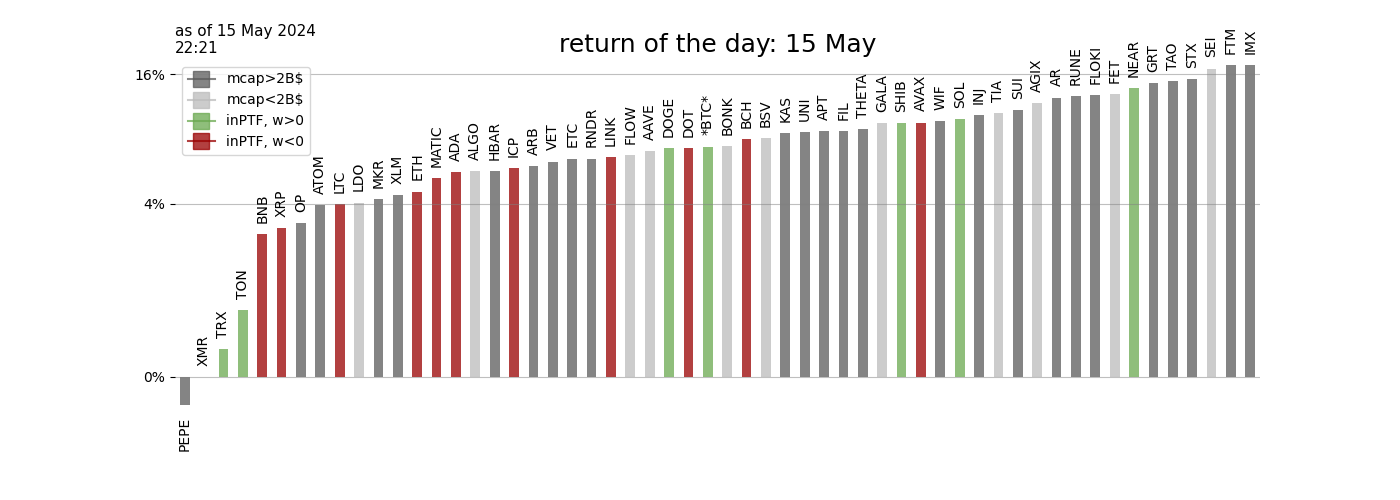 as of 15 May 2024
22:21
return of the day: 15 May
mcap>2B$
mcap<2B$
inPTF, w>0
inPTF, w<0
16%
4%
0%
PEPE
XMR
TRX
TON
BNB
XRP
OP
ATOM
LTC
LDO
MKR
XLM
ETH
MATIC
ADA
ALGO
HBAR
ICP
ARB
VET
ETC
RNDR
LINK
FLOW
AAVE
DOGE
DOT
*BTC*
BONK
BCH
BSV
KAS
UNI
APT
FIL
THETA
GALA
SHIB
AVAX
WIF
SOL
INJ
TIA
SUI
AGIX
AR
RUNE
FLOKI
FET
NEAR
GRT
TAO
STX
SEI
FTM
IMX